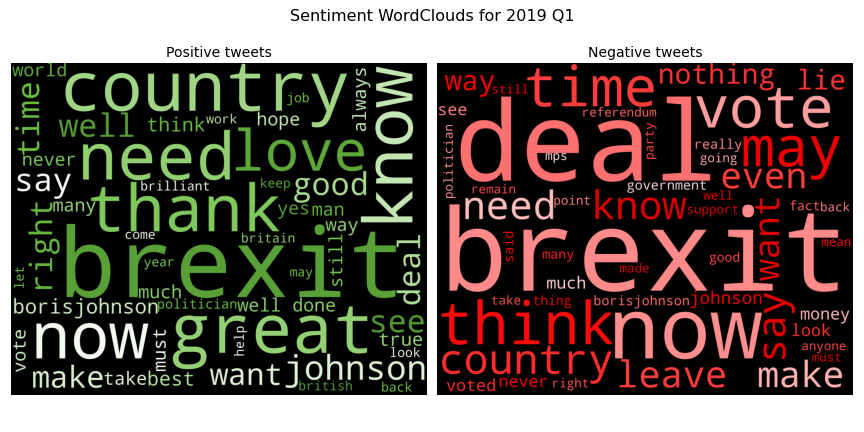 Sentiment WordClouds for 2019 Q1
Positive tweets
world
country
job
always
know
time
well
think
work
hope
never
need
love
say
brilliant
keep
good
many
thank
yes
man
way
right
come
britain
still
deal
let
brexit
year
may
much
politician
well done
borisjohnson
now
must
great
help
see
true
look
vote
make
take
best
want
johnson
british
back
Negative tweets
way
still
time
nothing
lie
see
deal
referendum
party
vote
politician
mps
really
going
may
remain
government
even
need
point
know
well
support
fact
back
said
brexit
many
made
much
good
want
mean
take
thing
borisjohnson
johnson
say
money
think
now
look
anyone
must
country
voted
never
right
leave
make